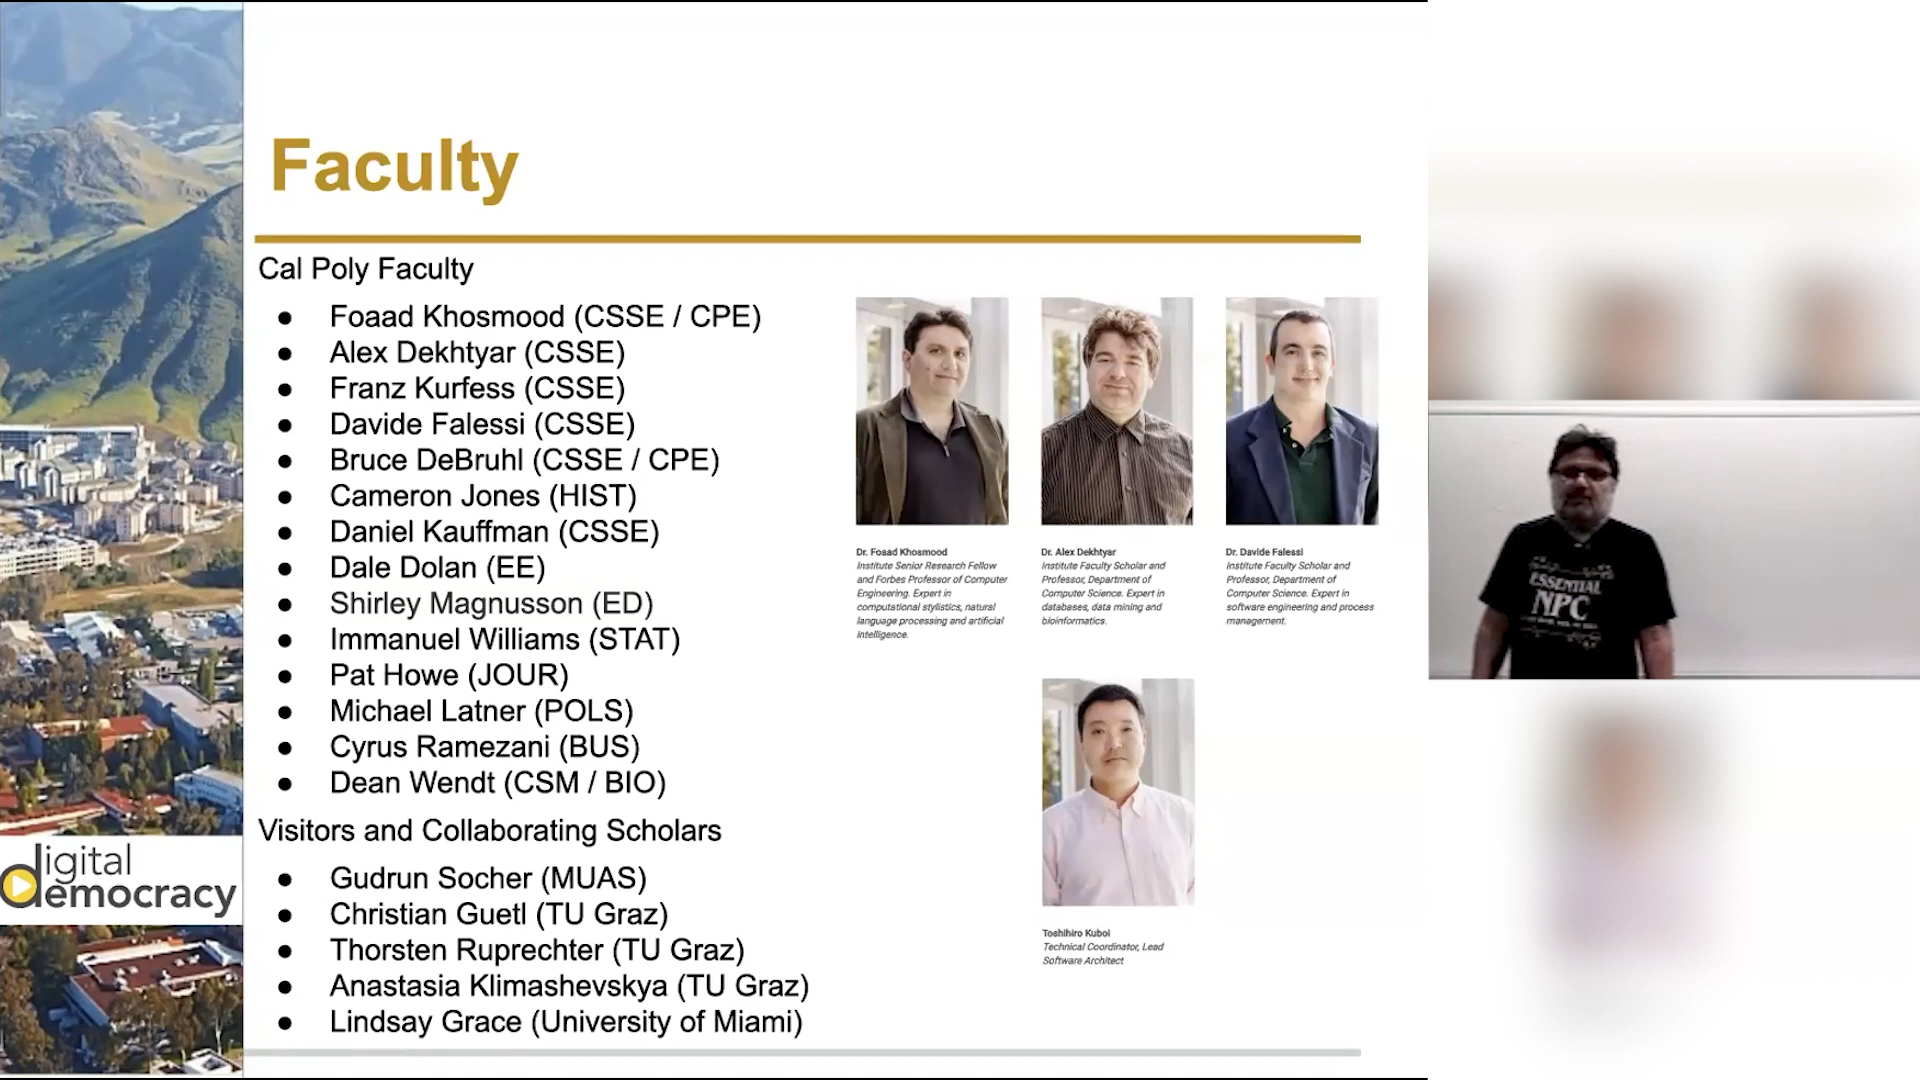 Faculty
Cal Poly Faculty
● Foaad Khosmood (CSSE / CPE)
● Alex Dekhtyar (CSSE)
● Franz Kurfess (CSSE)
● Davide Falessi (CSSE)
● Bruce DeBruhl (CSSE / CPE)
● Cameron Jones (HIST)
● Daniel Kauffman (CSSE)
● Dale Dolan (EE)
● Shirley Magnusson (ED)
● Immanuel Williams (STAT)
● Pat Howe (JOUR)
● Michael Latner (POLS)
● Cyrus Ramezani (BUS)
● Dean Wendt (CSM / BIO)
Visitors and Collaborating Scholars
● Gudrun Socher (MUAS)
● Christian Guetl (TU Graz)
● Thorsten Ruprechter (TU Graz)
● Anastasia Klimashevskya (TU Graz)
● Lindsay Grace (University of Miami)
Dr. Foaad Khosmood
Institute Senior Research Fellow
and Forbes Professor of Computer
Engineering. Expert in
computational stylistics, natural
language processing and artificial
intelligence.
Dr. Alex Dekhtyar
Institute Faculty Scholar and
Professor, Department of
Computer Science. Expert in
databases, data mining and
bioinformatics.
Dr. Davide Falessi
Institute Faculty Scholar and
Professor, Department of
Computer Science. Expert in
software engineering and process
management.
Toshihiro Kuboi
Technical Coordinator, Lead
Software Architect
digital
democracy
ESSENTIAL
NPC